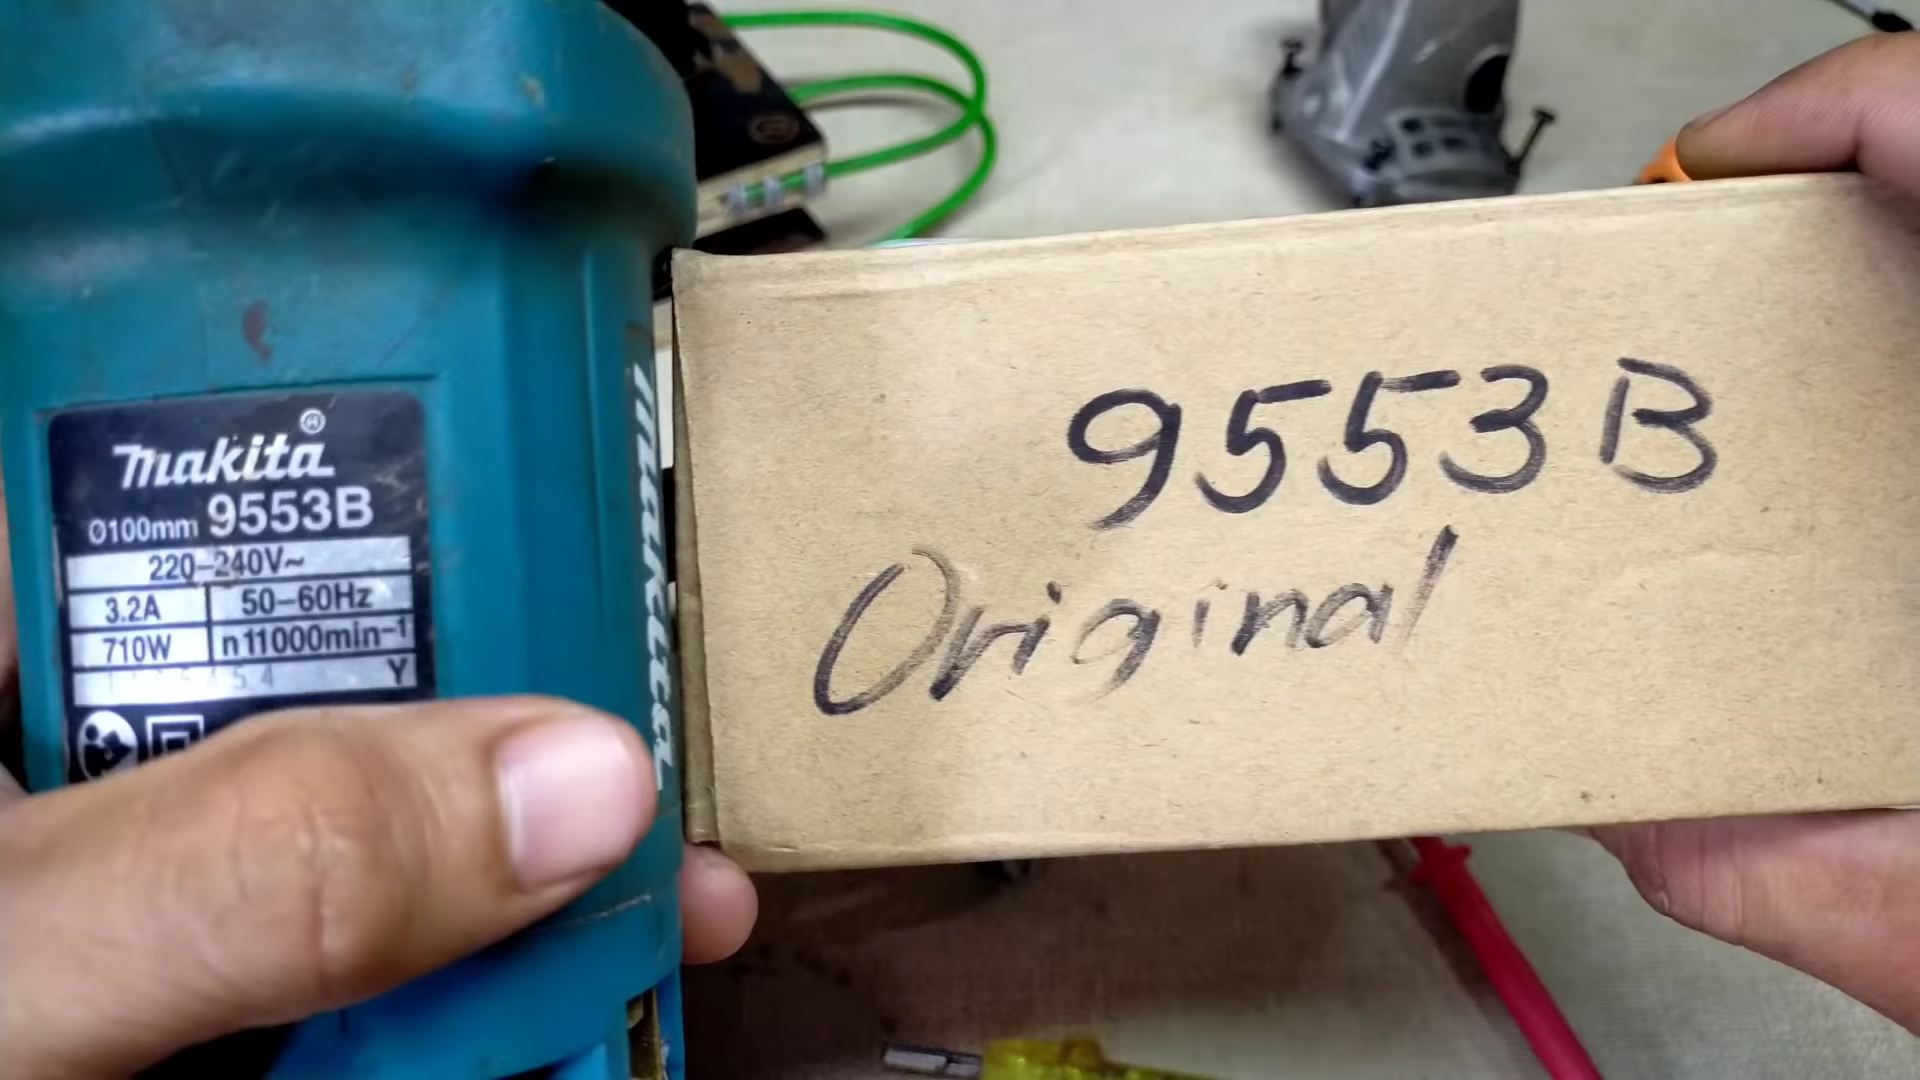 makita
Ø100mm 9553B
220–240V~
3.2A 50–60Hz
710W n11000min-1
Y
makita
9553B
Original